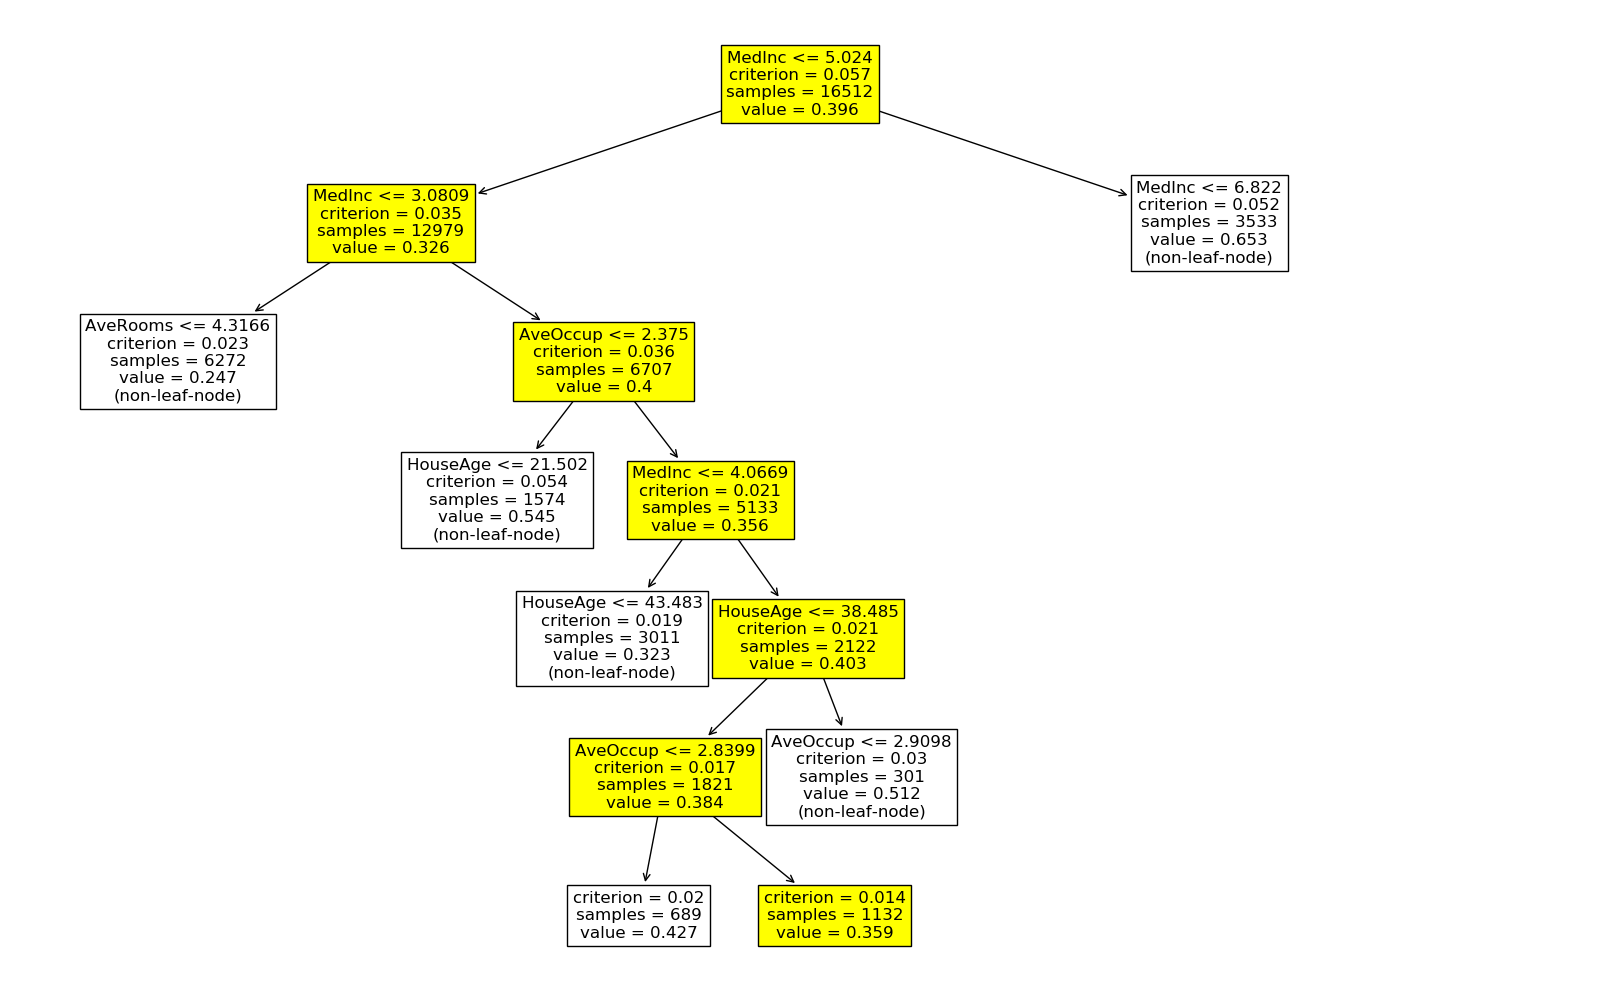 MedInc <= 5.024
criterion = 0.057
samples = 16512
value = 0.396
MedInc <= 3.0809
criterion = 0.035
samples = 12979
value = 0.326
MedInc <= 6.822
criterion = 0.052
samples = 3533
value = 0.653
(non-leaf-node)
AveRooms <= 4.3166
criterion = 0.023
samples = 6272
value = 0.247
(non-leaf-node)
AveOccup <= 2.375
criterion = 0.036
samples = 6707
value = 0.4
HouseAge <= 21.502
criterion = 0.054
samples = 1574
value = 0.545
(non-leaf-node)
MedInc <= 4.0669
criterion = 0.021
samples = 5133
value = 0.356
HouseAge <= 43.483
criterion = 0.019
samples = 3011
value = 0.323
(non-leaf-node)
HouseAge <= 38.485
criterion = 0.021
samples = 2122
value = 0.403
AveOccup <= 2.8399
criterion = 0.017
samples = 1821
value = 0.384
AveOccup <= 2.9098
criterion = 0.03
samples = 301
value = 0.512
(non-leaf-node)
criterion = 0.02
samples = 689
value = 0.427
criterion = 0.014
samples = 1132
value = 0.359